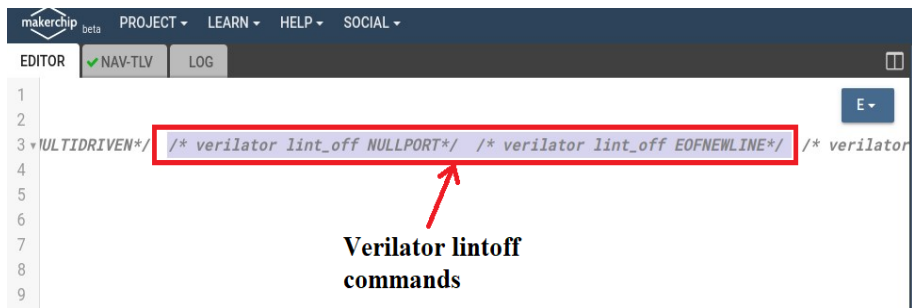 makerchip beta PROJECT LEARN HELP SOCIAL
EDITOR NAV-TLV LOG
E
1
2
3 MULTIDRIVEN*/ /* verilator lint_off NULLPORT*/ /* verilator lint_off EOFNEWLINE*/ /* verilator
4
5
6
7
8
9
Verilator lintoff
commands